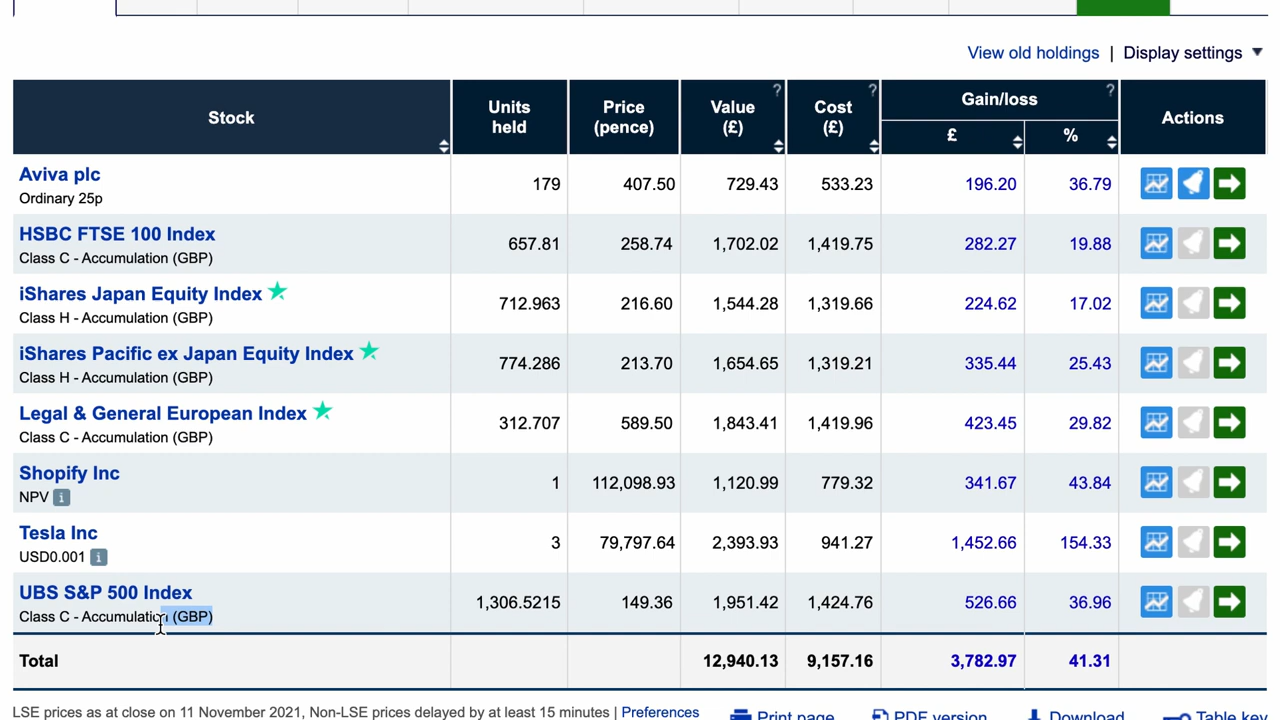 View old holdings | Display settings
Stock Units held Price (pence) Value (£) ? Cost (£) ? Gain/loss ? Actions
£ %
Aviva plc 179 407.50 729.43 533.23 196.20 36.79
Ordinary 25p
HSBC FTSE 100 Index 657.81 258.74 1,702.02 1,419.75 282.27 19.88
Class C - Accumulation (GBP)
iShares Japan Equity Index 712.963 216.60 1,544.28 1,319.66 224.62 17.02
Class H - Accumulation (GBP)
iShares Pacific ex Japan Equity Index 774.286 213.70 1,654.65 1,319.21 335.44 25.43
Class H - Accumulation (GBP)
Legal & General European Index 312.707 589.50 1,843.41 1,419.96 423.45 29.82
Class C - Accumulation (GBP)
Shopify Inc 1 112,098.93 1,120.99 779.32 341.67 43.84
NPV i
Tesla Inc 3 79,797.64 2,393.93 941.27 1,452.66 154.33
USD0.001 i
UBS S&P 500 Index 1,306.5215 149.36 1,951.42 1,424.76 526.66 36.96
Class C - Accumulation (GBP)
Total 12,940.13 9,157.16 3,782.97 41.31
LSE prices as at close on 11 November 2021, Non-LSE prices delayed by at least 15 minutes | Preferences Print page PDF version Download Table key